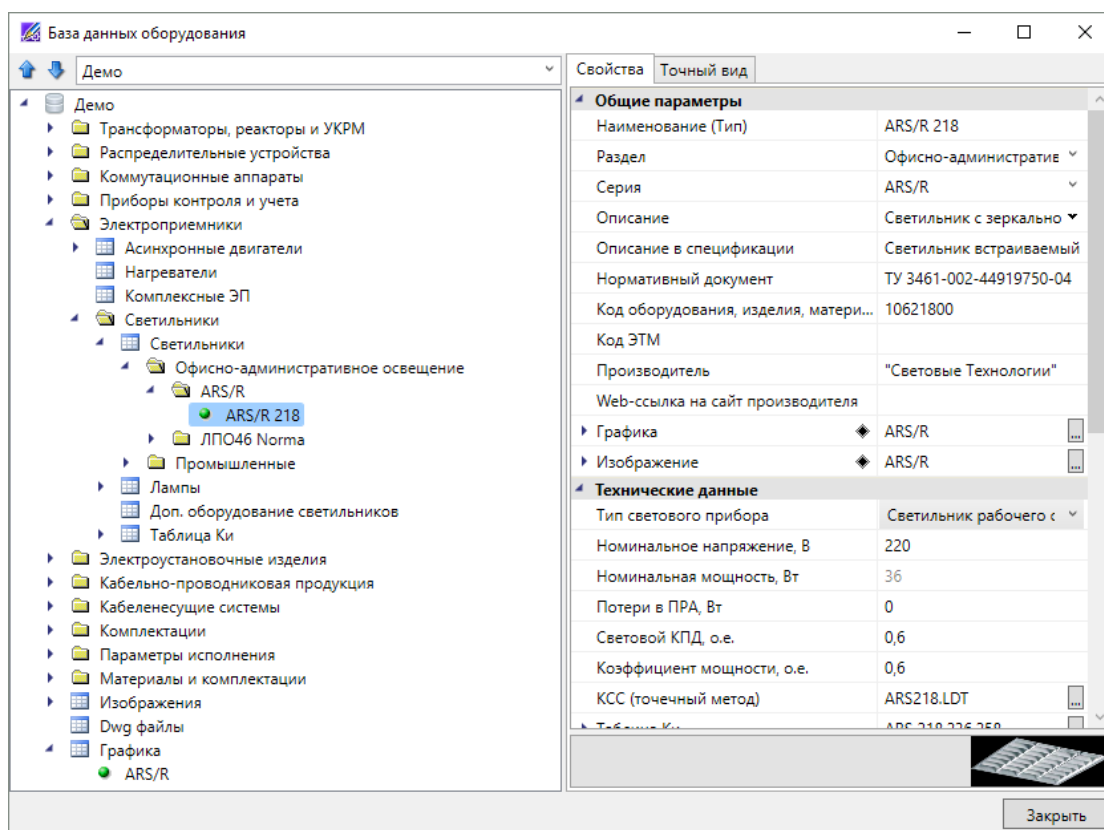 База данных оборудования
Демо
Демо
Трансформаторы, реакторы и УКРМ
Распределительные устройства
Коммутационные аппараты
Приборы контроля и учета
Электроприемники
Асинхронные двигатели
Нагреватели
Комплексные ЭП
Светильники
Светильники
Офисно-административное освещение
ARS/R
ARS/R 218
ЛПО46 Norma
Промышленные
Лампы
Доп. оборудование светильников
Таблица Ки
Электроустановочные изделия
Кабельно-проводниковая продукция
Кабеленесущие системы
Комплектации
Параметры исполнения
Материалы и комплектации
Изображения
Dwg файлы
Графика
ARS/R
Свойства Точный вид
Общие параметры
Наименование (Тип) ARS/R 218
Раздел Офисно-административ
Серия ARS/R
Описание Светильник с зеркально
Описание в спецификации Светильник встраиваемый
Нормативный документ ТУ 3461-002-44919750-04
Код оборудования, изделия, матери... 10621800
Код ЭТМ
Производитель "Световые Технологии"
Web-ссылка на сайт производителя
Графика ARS/R ...
Изображение ARS/R ...
Технические данные
Тип светового прибора Светильник рабочего с
Номинальное напряжение, В 220
Номинальная мощность, Вт 36
Потери в ПРА, Вт 0
Световой КПД, о.е. 0,6
Коэффициент мощности, о.е. 0,6
КСС (точечный метод) ARS218.LDT ...
Таблица Ки ARS 218 236 258
Закрыть